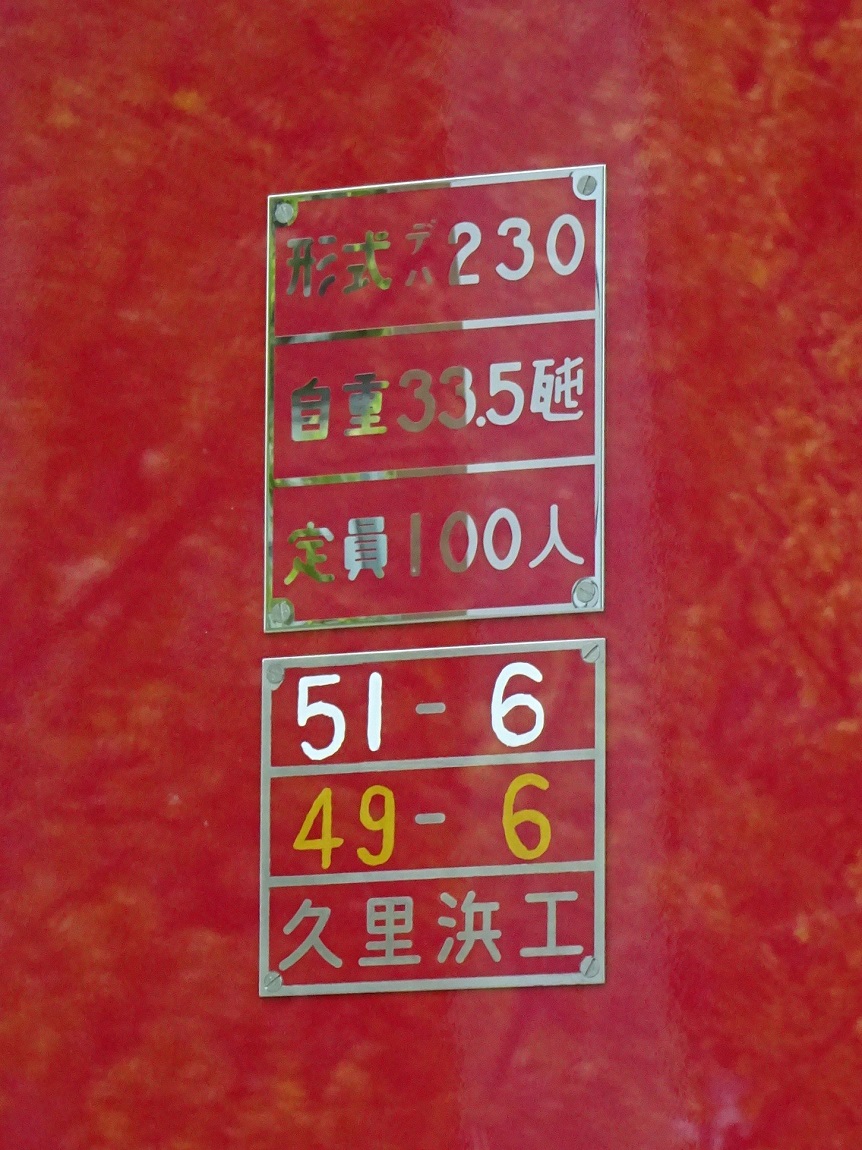 形式デハ230
自重33.5瓲
定員100人
51-6
49-6
久里浜工